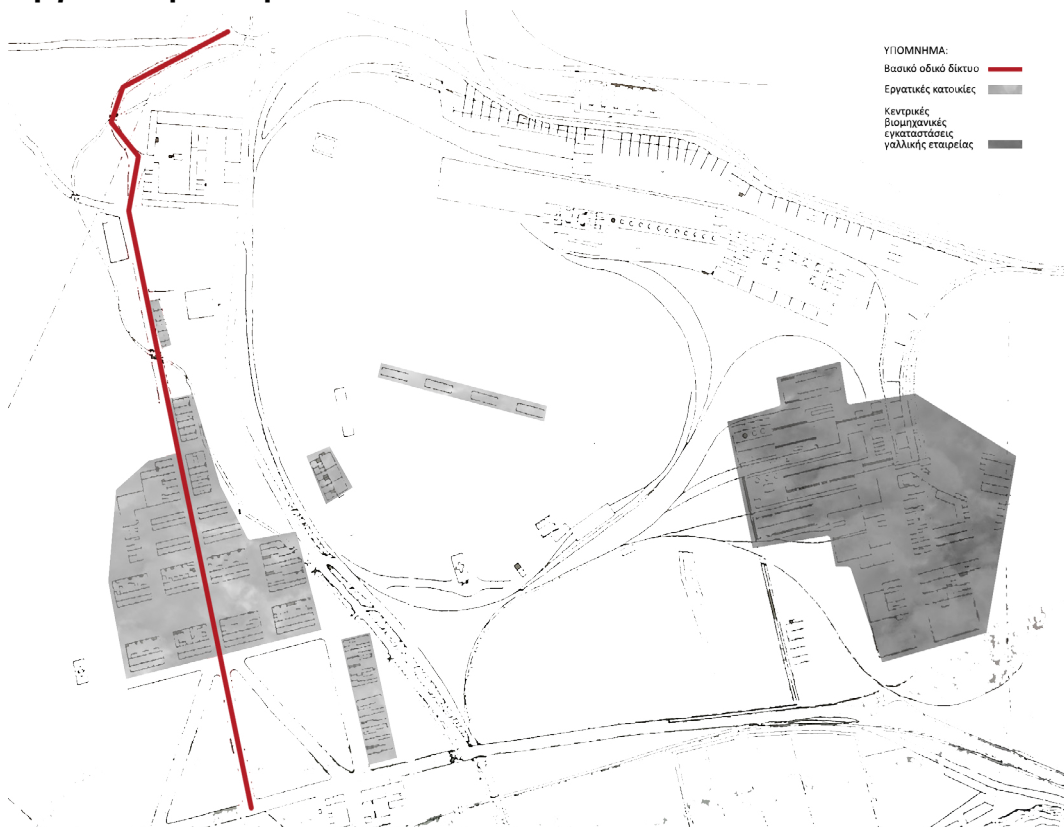 ΥΠΟΜΝΗΜΑ:
Βασικό οδικό δίκτυο
Εργατικές κατοικίες
Κεντρικές
βιομηχανικές
εγκαταστάσεις
γαλλικής εταιρείας